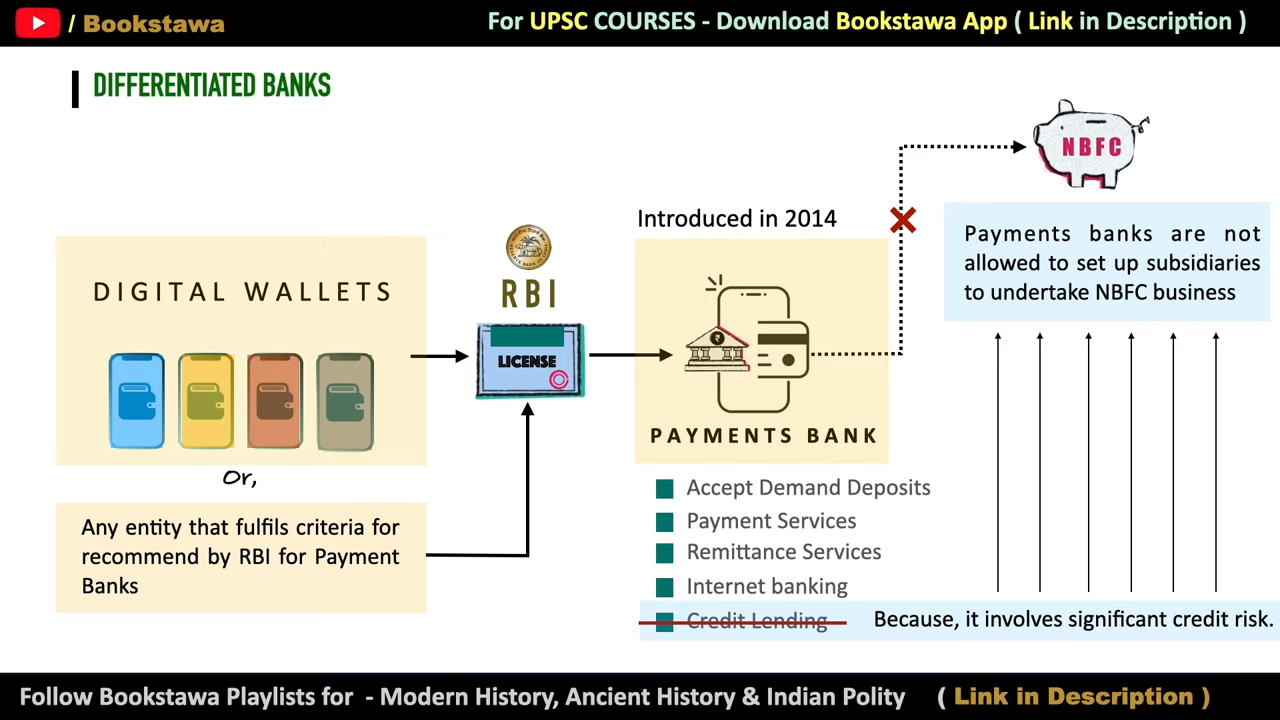 / Bookstawa
For UPSC COURSES - Download Bookstawa App ( Link in Description )
DIFFERENTIATED BANKS
NBFC
Introduced in 2014
Payments banks are not
allowed to set up subsidiaries
to undertake NBFC business
DIGITAL WALLETS
RBI
LICENSE
PAYMENTS BANK
Or,
Any entity that fulfils criteria for
recommend by RBI for Payment
Banks
Accept Demand Deposits
Payment Services
Remittance Services
Internet banking
Credit Lending
Because, it involves significant credit risk.
Follow Bookstawa Playlists for - Modern History, Ancient History & Indian Polity ( Link in Description )